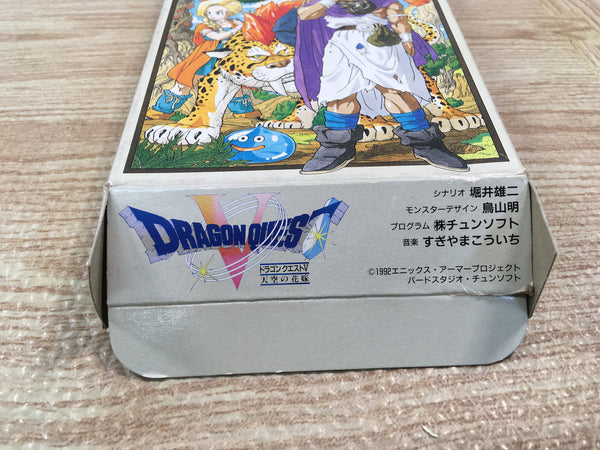 DRAGON QUEST
V
ドラゴンクエストV
天空の花嫁
シナリオ 堀井雄二
モンスターデザイン 鳥山明
プログラム 株チュンソフト
音楽 すぎやまこういち
©1992エニックス・アーマープロジェクト
バードスタジオ・チュンソフト